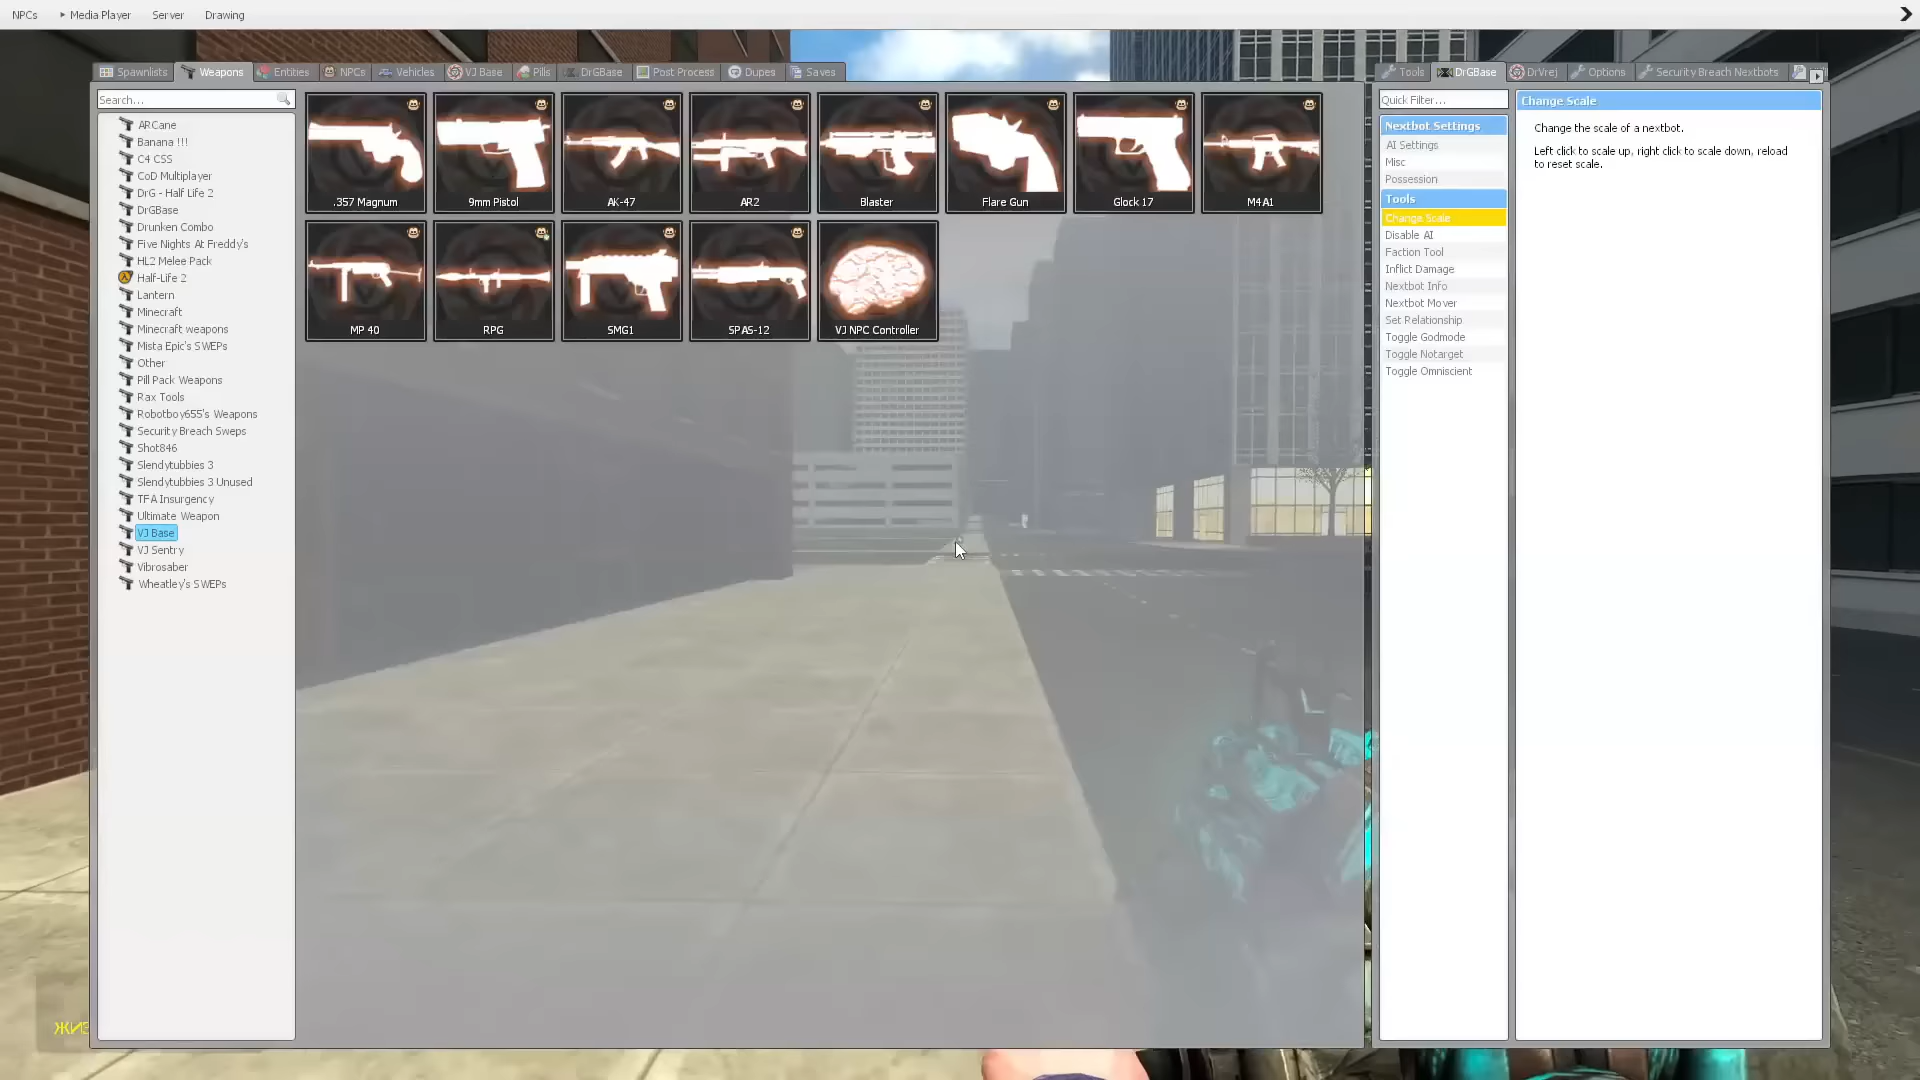 NPCs
Media Player
Server
Drawing
Spawnlists
Weapons
Entities
NPCs
Vehicles
VJ Base
Pills
DrGBase
Post Process
Dupes
Saves
Tools
DrGBase
DrVrej
Options
Security Breach Nextbots
Search...
ARCane
Banana !!!
C4 CSS
CoD Multiplayer
DrG - Half Life 2
DrGBase
Drunken Combo
Five Nights At Freddy's
HL2 Melee Pack
Half-Life 2
Lantern
Minecraft
Minecraft weapons
Mista Epic's SWEPs
Other
Pill Pack Weapons
Rax Tools
Robotboy655's Weapons
Security Breach Sweps
Shot846
Slendytubbies 3
Slendytubbies 3 Unused
TFA Insurgency
Ultimate Weapon
VJ Base
VJ Sentry
Vibrosaber
Wheatley's SWEPs
.357 Magnum
9mm Pistol
AK-47
AR2
Blaster
Flare Gun
Glock 17
M4A1
MP 40
RPG
SMG1
SPAS-12
VJ NPC Controller
Quick Filter...
Nextbot Settings
AI Settings
Misc
Possession
Tools
Change Scale
Disable AI
Faction Tool
Inflict Damage
Nextbot Info
Nextbot Mover
Set Relationship
Toggle Godmode
Toggle Notarget
Toggle Omniscient
Change Scale
Change the scale of a nextbot.
Left click to scale up, right click to scale down, reload
to reset scale.